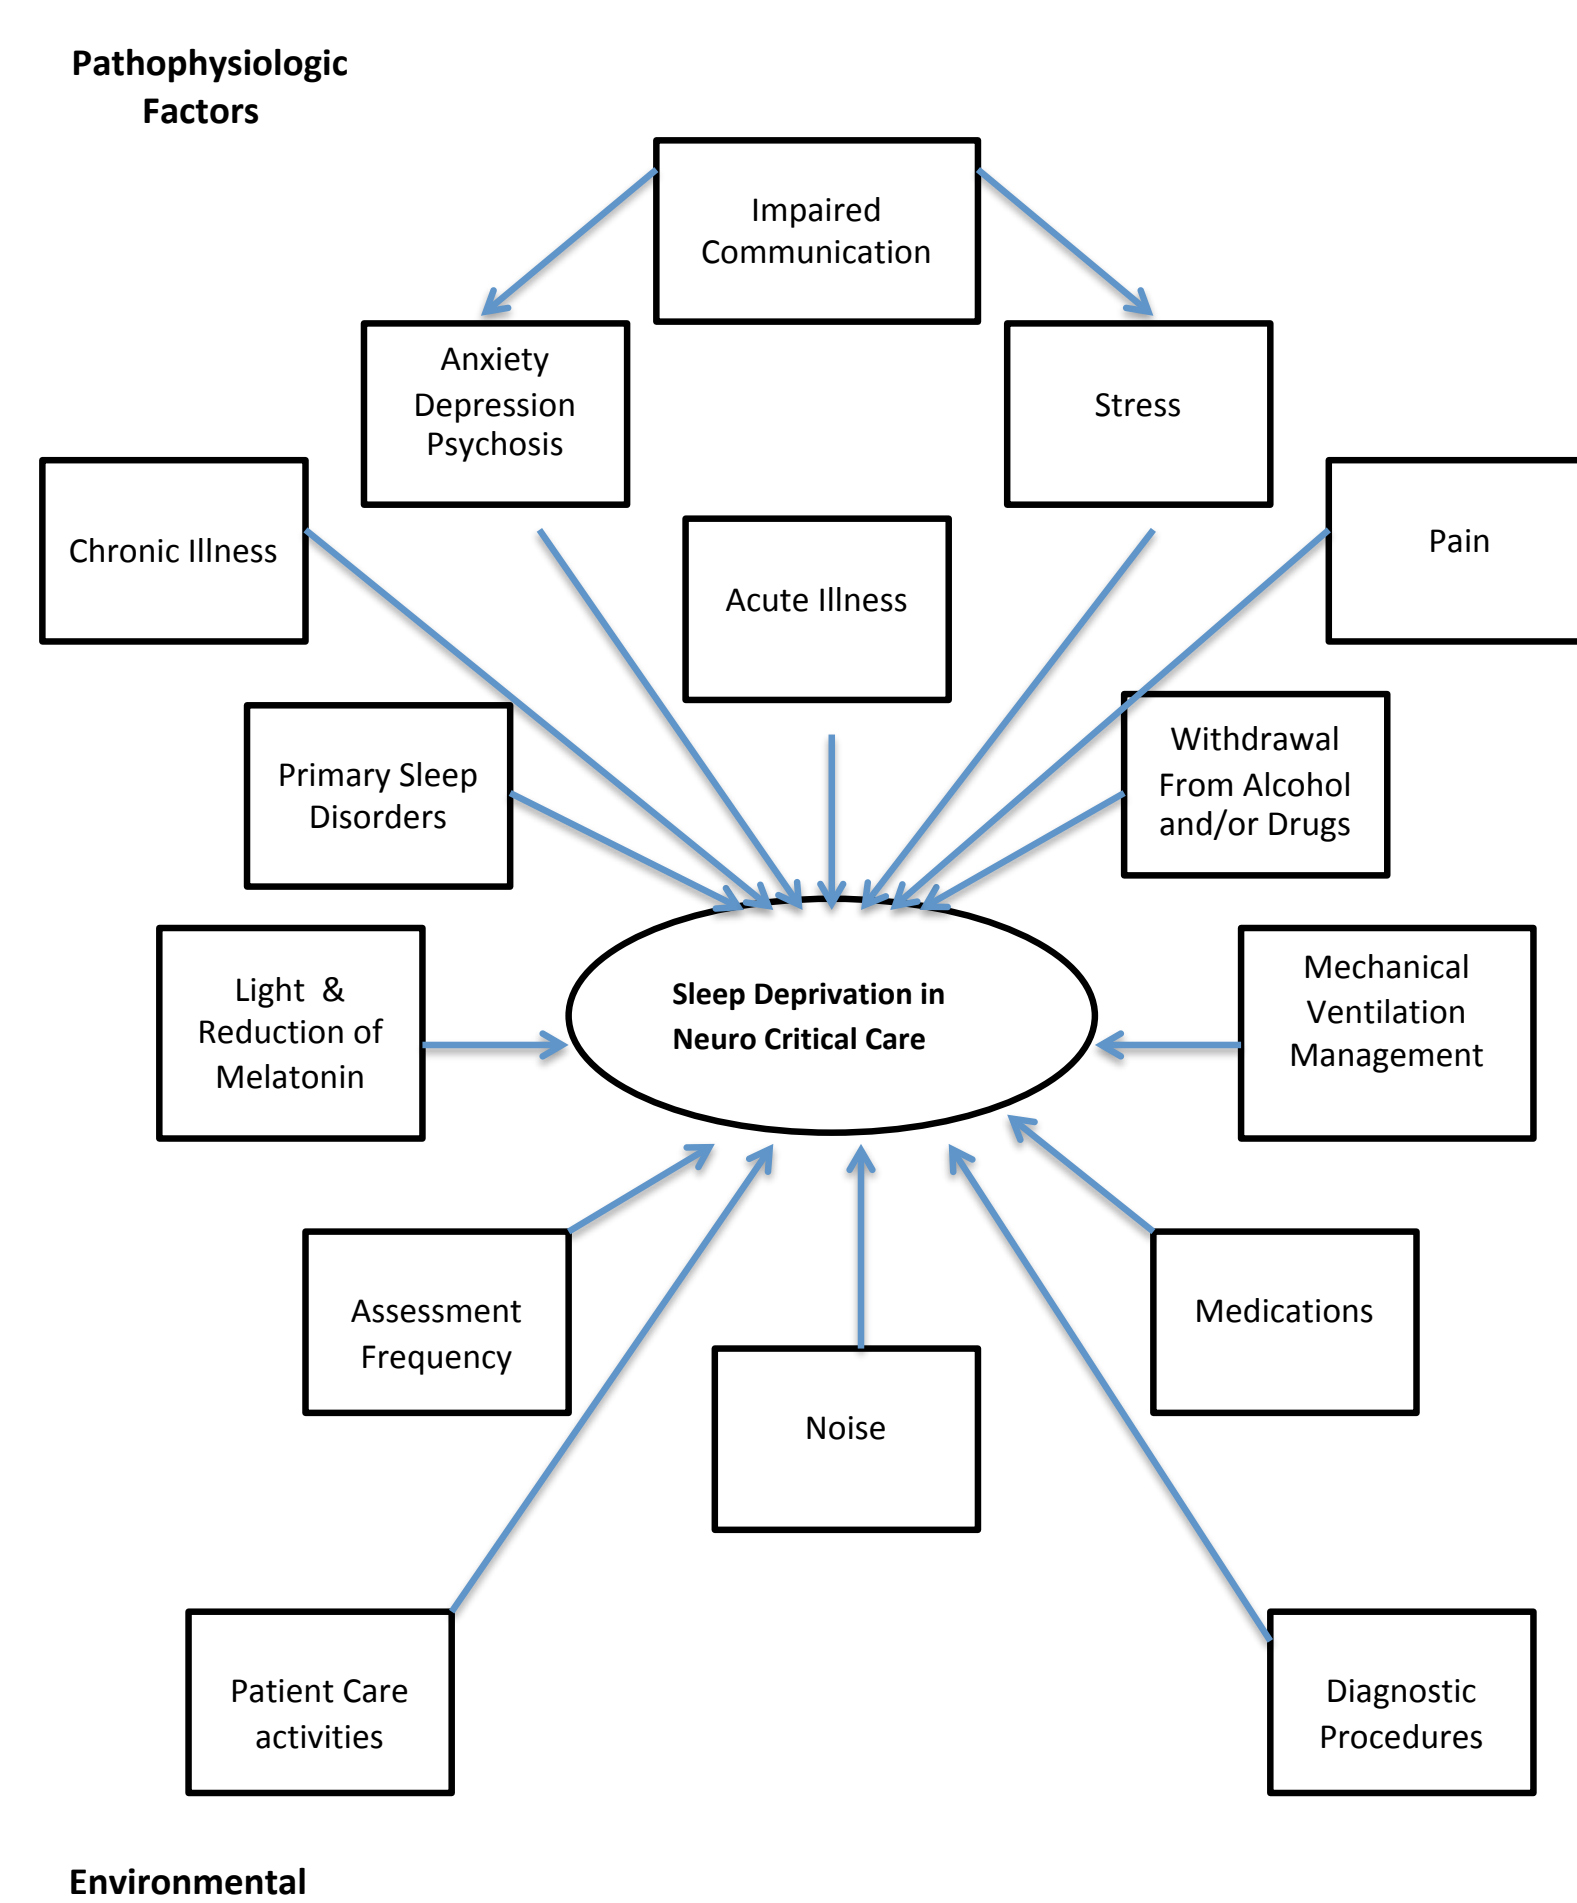 Pathophysiologic
Factors
Impaired
Communication
Anxiety
Depression
Psychosis
Stress
Chronic Illness
Acute Illness
Pain
Primary Sleep
Disorders
Withdrawal
From Alcohol
and/or Drugs
Light & 
Reduction of
Melatonin
Sleep Deprivation in
Neuro Critical Care
Mechanical
Ventilation
Management
Assessment
Frequency
Noise
Medications
Patient Care
activities
Diagnostic
Procedures
Environmental